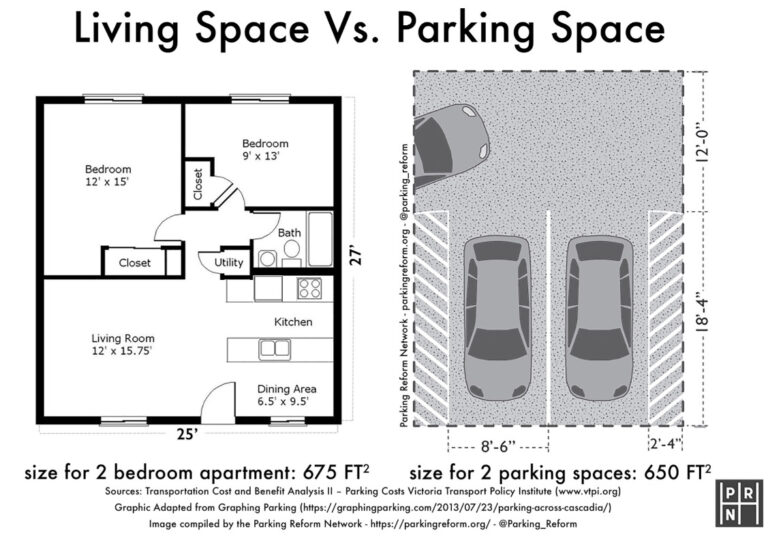 Living Space Vs. Parking Space
Bedroom
12' x 15'
Bedroom
9' x 13'
Closet
Bath
Closet
Utility
Kitchen
Living Room
12' x 15.75'
Dining Area
6.5' x 9.5'
27'
25'
Parking Reform Network - parkingreform.org - @parking_reform
12'-0"
18'-4"
8'-6"
2'-4"
size for 2 bedroom apartment: 675 FT²
size for 2 parking spaces: 650 FT²
Sources: Transportation Cost and Benefit Analysis II – Parking Costs Victoria Transport Policy Institute (www.vtpi.org)
Graphic Adapted from Graphing Parking (https://graphingparking.com/2013/07/23/parking-across-cascadia/)
Image compiled by the Parking Reform Network - https://parkingreform.org/ - @Parking_Reform
P R
N